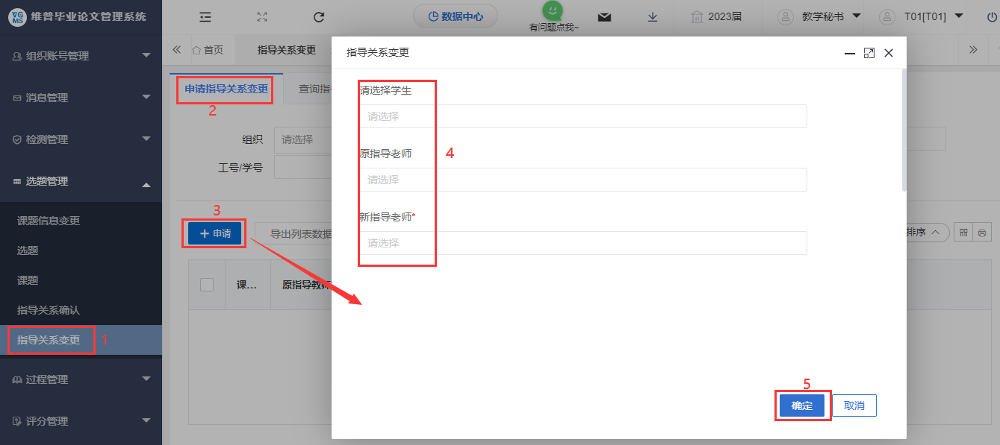 VG MS 维普毕业论文管理系统
数据中心
有问题点我~
2023届
教学秘书
T01[T01]
组织账号管理
消息管理
检测管理
选题管理
课题信息变更
选题
课题
指导关系确认
指导关系变更
1
过程管理
评分管理
首页
指导关系变更
申请指导关系变更
2
查询指
组织
请选择
工号/学号
3
申请
导出列表数据
排序
课...
原指导教师
指导关系变更
请选择学生
请选择
原指导老师
4
请选择
新指导老师*
请选择
5
确定
取消